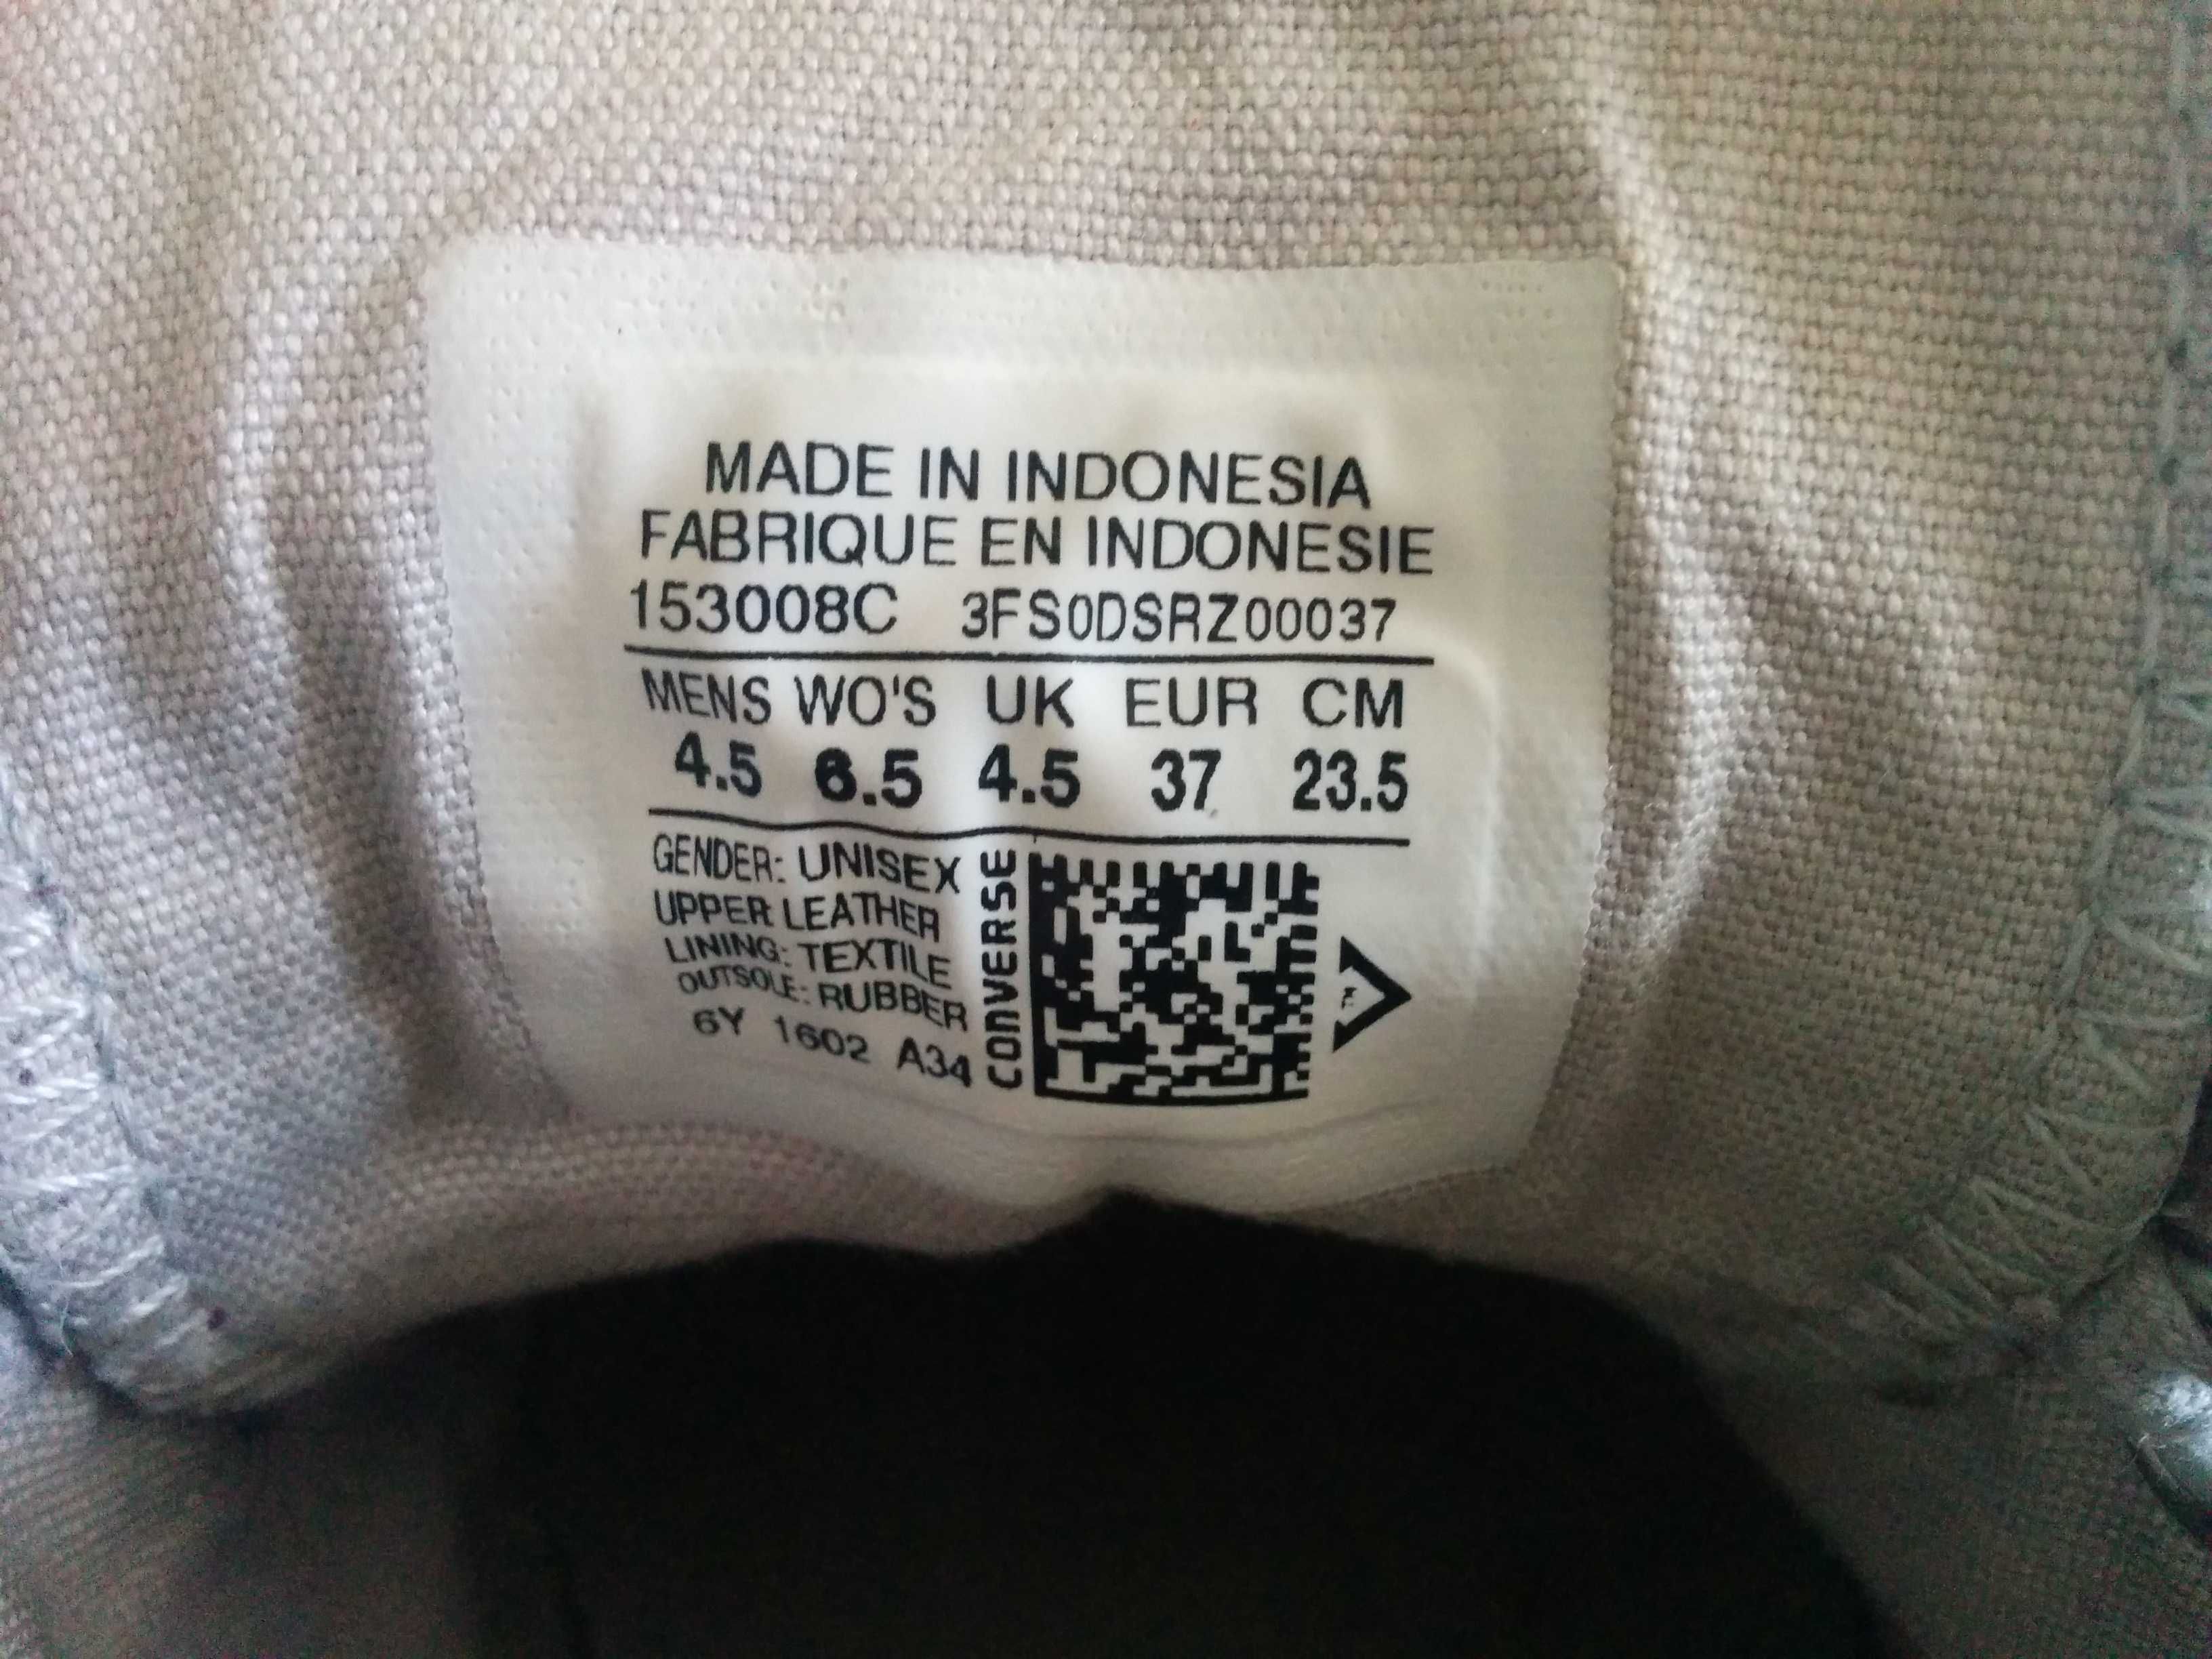 MADE IN INDONESIA
FABRIQUE EN INDONESIE
153008C 3FS0DSRZ00037
MENS WO'S UK EUR CM
4.5 6.5 4.5 37 23.5
GENDER: UNISEX
UPPER LEATHER
LINING: TEXTILE
OUTSOLE: RUBBER
6Y 1602 A34
CONVERSE